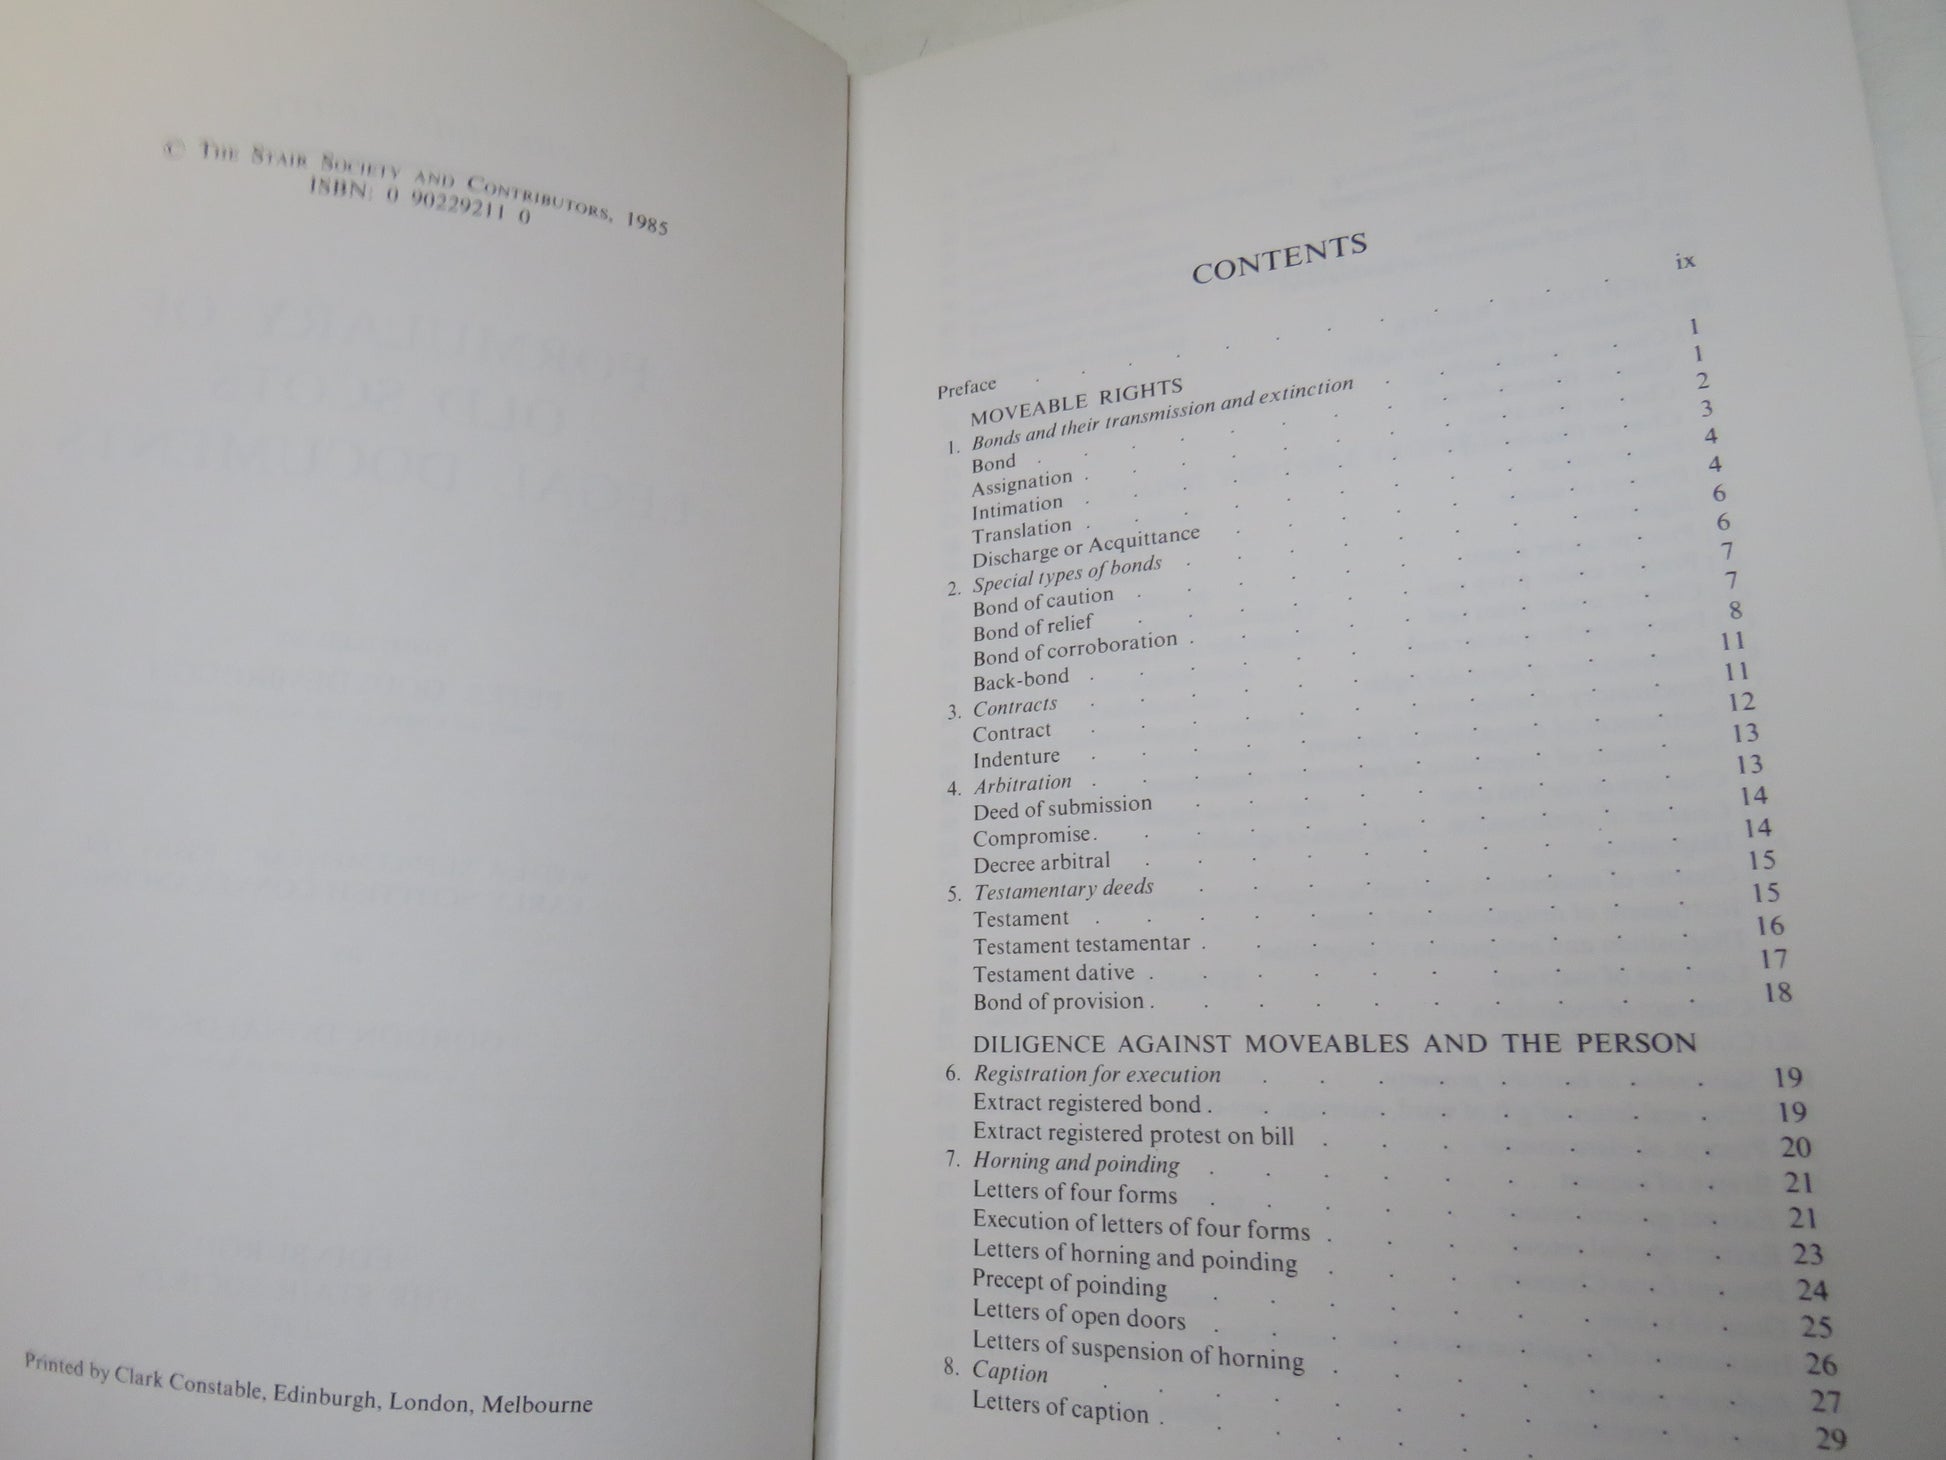 © THE STAIR SOCIETY AND CONTRIBUTORS, 1985
ISBN: 0 90229211 0
Printed by Clark Constable, Edinburgh, London, Melbourne
CONTENTS
Preface . . . . . . . . . . ix
MOVEABLE RIGHTS
1. Bonds and their transmission and extinction . . . . . 1
Bond . . . . . . . . . . 1
Assignation . . . . . . . . . . 2
Intimation . . . . . . . . . . 3
Translation . . . . . . . . . . 4
Discharge or Acquittance . . . . . . . 4
2. Special types of bonds . . . . . . . . 6
Bond of caution . . . . . . . . . 6
Bond of relief . . . . . . . . . 7
Bond of corroboration . . . . . . . . 7
Back-bond . . . . . . . . . . 8
3. Contracts . . . . . . . . . . 11
Contract . . . . . . . . . . 11
Indenture . . . . . . . . . . 12
4. Arbitration . . . . . . . . . . 13
Deed of submission . . . . . . . . 13
Compromise . . . . . . . . . . 14
Decree arbitral . . . . . . . . . 14
5. Testamentary deeds . . . . . . . . 15
Testament . . . . . . . . . . 15
Testament testamentar . . . . . . . . 16
Testament dative . . . . . . . . . 17
Bond of provision . . . . . . . . . 18
DILIGENCE AGAINST MOVEABLES AND THE PERSON
6. Registration for execution . . . . . . . 19
Extract registered bond . . . . . . . . 19
Extract registered protest on bill . . . . . . 20
7. Horning and poinding . . . . . . . . 21
Letters of four forms . . . . . . . . 21
Execution of letters of four forms . . . . . . 23
Letters of horning and poinding . . . . . . 24
Precept of poinding . . . . . . . . 25
Letters of open doors . . . . . . . . 26
Letters of suspension of horning . . . . . . 27
8. Caption . . . . . . . . . . 29
Letters of caption . . . . . . . .